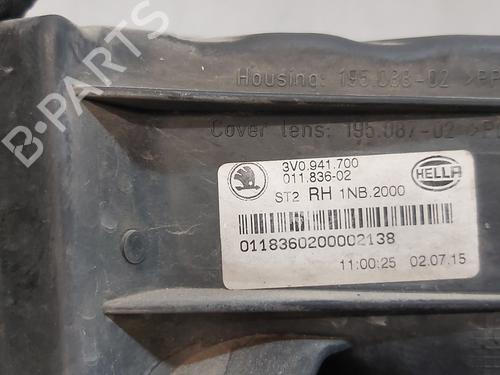 Housing: 195.088-02 >PP
Cover lens: 195.087-02 >P
3V0.941.700
011.836-02
HELLA
ST2 RH 1NB.2000
0118360200002138
11:00:25 02.07.15
B-PARTS